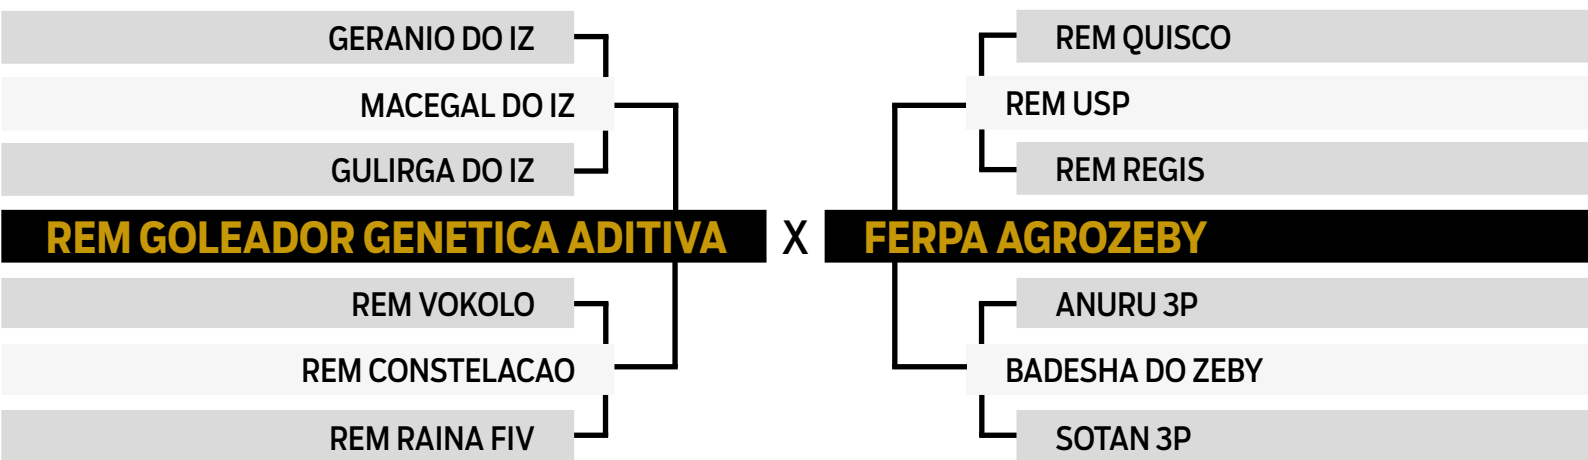 GERANIO DO IZ
REM QUISCO
MACEGAL DO IZ
REM USP
GULIRGA DO IZ
REM REGIS
REM GOLEADOR GENETICA ADITIVA X FERPA AGROZEBY
REM VOKOLO
ANURU 3P
REM CONSTELACAO
BADESHA DO ZEBY
REM RAINA FIV
SOTAN 3P